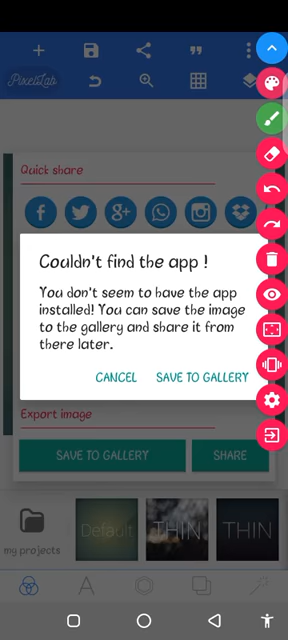 PixelLab
Quick share
Couldn't find the app !
You don't seem to have the app
installed! You can save the image
to the gallery and share it from
there later.
CANCEL SAVE TO GALLERY
Export image
SAVE TO GALLERY SHARE
my projects
Default THIN THIN